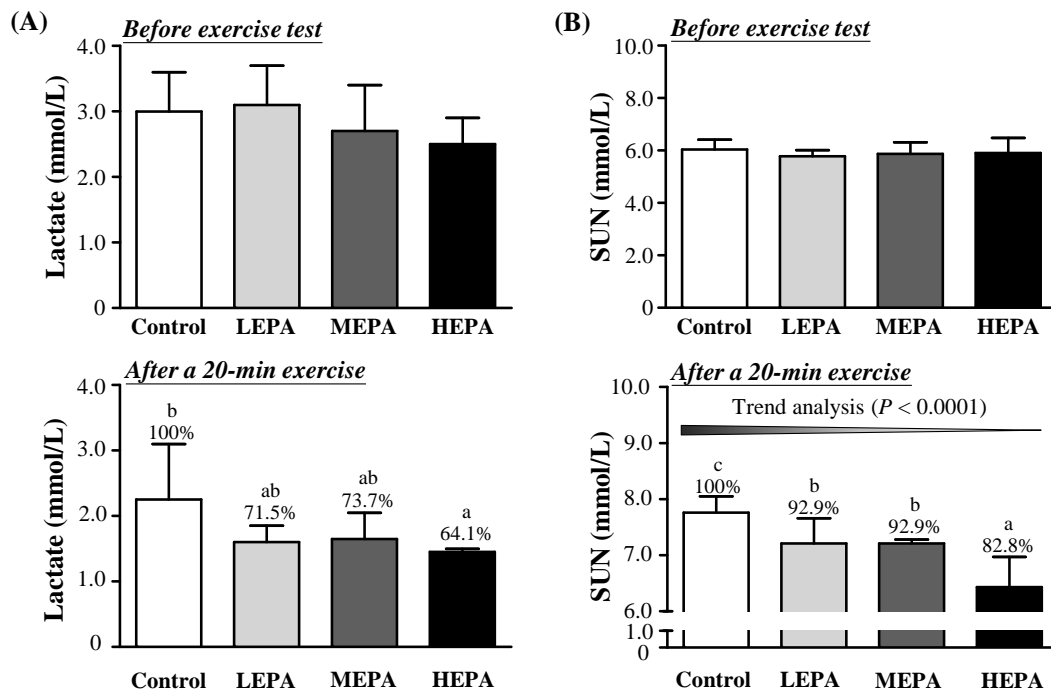 (A)
Before exercise test
4.0
3.0
2.0
1.0
0
Lactate (mmol/L)
Control LEPA MEPA HEPA
After a 20-min exercise
4.0
3.0
2.0
1.0
0
Lactate (mmol/L)
b
100%
ab
71.5%
ab
73.7%
a
64.1%
Control LEPA MEPA HEPA
(B)
Before exercise test
10.0
8.0
6.0
4.0
2.0
0
SUN (mmol/L)
Control LEPA MEPA HEPA
After a 20-min exercise
Trend analysis (P < 0.0001)
10.0
9.0
8.0
7.0
6.0
1.0
0
SUN (mmol/L)
c
100%
b
92.9%
b
92.9%
a
82.8%
Control LEPA MEPA HEPA